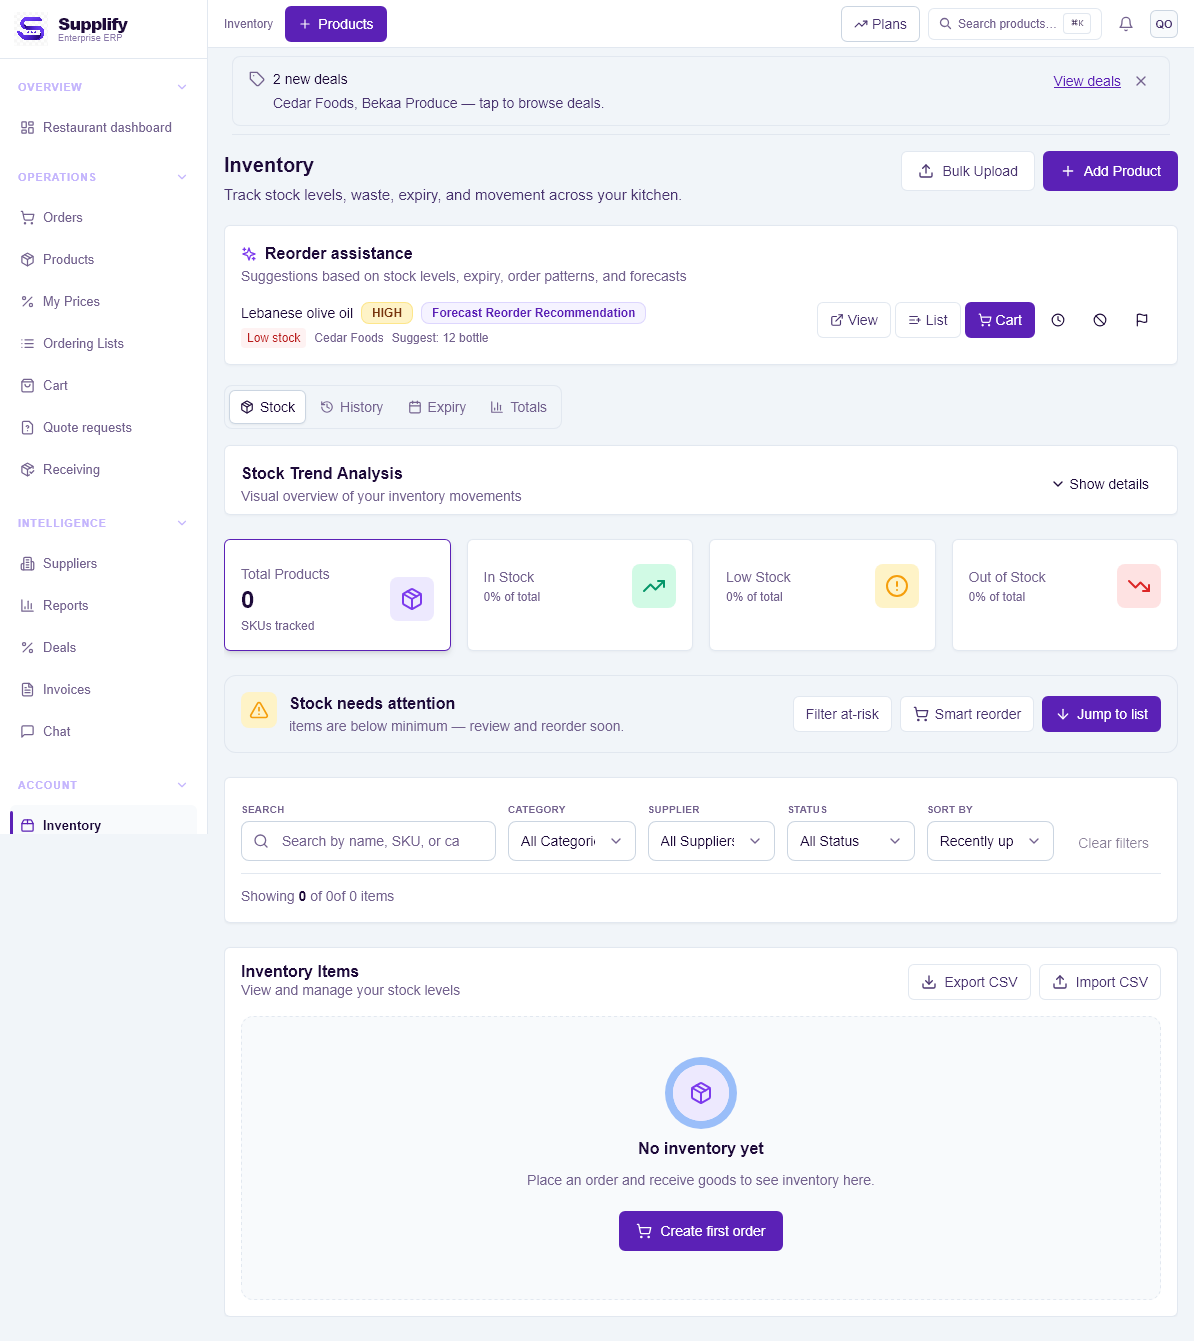 Supplify
Enterprise ERP
OVERVIEW
Restaurant dashboard
OPERATIONS
Orders
Products
My Prices
Ordering Lists
Cart
Quote requests
Receiving
INTELLIGENCE
Suppliers
Reports
Deals
Invoices
Chat
ACCOUNT
Inventory
Inventory
Products
Plans
Search products...
⌘K
QO
2 new deals
Cedar Foods, Bekaa Produce — tap to browse deals.
View deals
Inventory
Track stock levels, waste, expiry, and movement across your kitchen.
Bulk Upload
Add Product
Reorder assistance
Suggestions based on stock levels, expiry, order patterns, and forecasts
Lebanese olive oil HIGH Forecast Reorder Recommendation
Low stock Cedar Foods Suggest: 12 bottle
View
List
Cart
Stock
History
Expiry
Totals
Stock Trend Analysis
Visual overview of your inventory movements
Show details
Total Products
0
SKUs tracked
In Stock
0% of total
Low Stock
0% of total
Out of Stock
0% of total
Stock needs attention
items are below minimum — review and reorder soon.
Filter at-risk
Smart reorder
Jump to list
SEARCH
Search by name, SKU, or ca
CATEGORY
All Categori
SUPPLIER
All Suppliers
STATUS
All Status
SORT BY
Recently up
Clear filters
Showing 0 of 0of 0 items
Inventory Items
View and manage your stock levels
Export CSV
Import CSV
No inventory yet
Place an order and receive goods to see inventory here.
Create first order